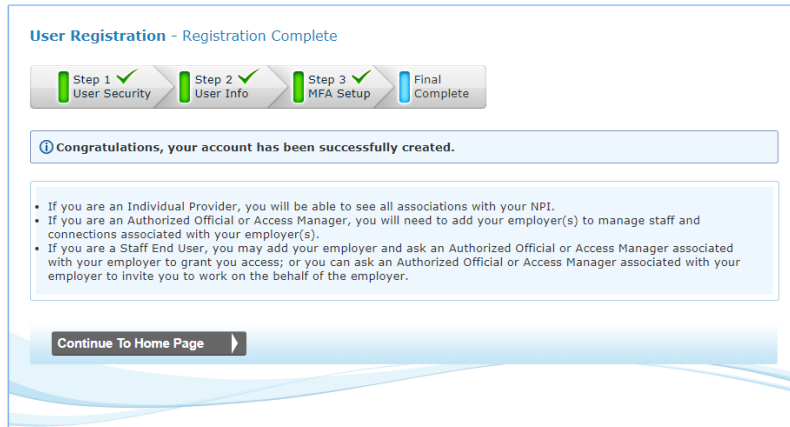 User Registration - Registration Complete
Step 1
User Security
Step 2
User Info
Step 3
MFA Setup
Final
Complete
Congratulations, your account has been successfully created.
• If you are an Individual Provider, you will be able to see all associations with your NPI.
• If you are an Authorized Official or Access Manager, you will need to add your employer(s) to manage staff and
connections associated with your employer(s).
• If you are a Staff End User, you may add your employer and ask an Authorized Official or Access Manager associated
with your employer to grant you access; or you can ask an Authorized Official or Access Manager associated with your
employer to invite you to work on the behalf of the employer.
Continue To Home Page